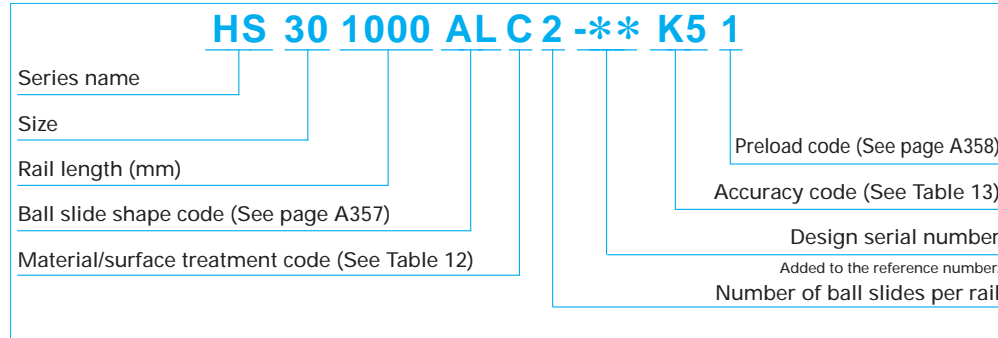 HS 30 1000 AL C 2 -** K5 1
Series name
Size
Rail length (mm)
Ball slide shape code (See page A357)
Material/surface treatment code (See Table 12)
Preload code (See page A358)
Accuracy code (See Table 13)
Design serial number
Added to the reference number.
Number of ball slides per rail